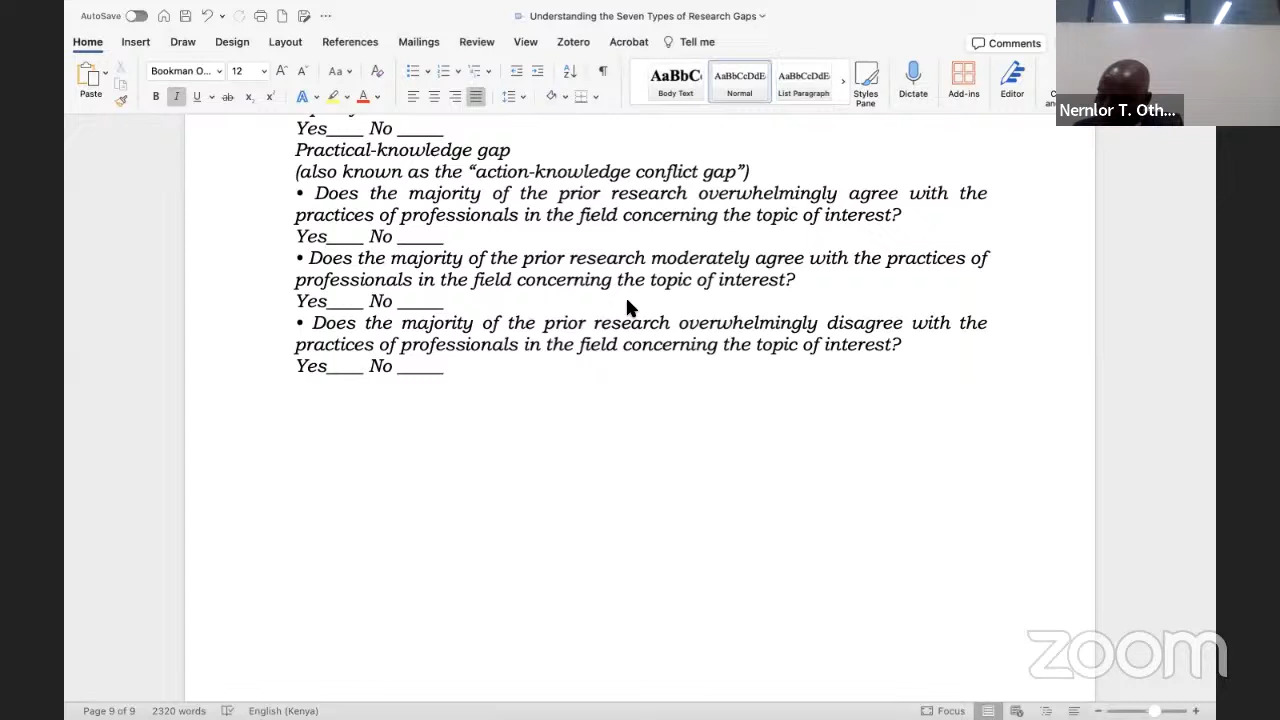 AutoSave
Understanding the Seven Types of Research Gaps
Home Insert Draw Design Layout References Mailings Review View Zotero Acrobat Tell me
Comments
Paste
Bookman O... 12
Aa
B I U ab x x A A
AaBbC AaBbCcDdE AaBbCcDdE
Body Text Normal List Paragraph
Styles Pane
Dictate
Add-ins
Editor
Nernlor T. Oth...
Yes____ No _____
Practical-knowledge gap
(also known as the “action-knowledge conflict gap”)
• Does the majority of the prior research overwhelmingly agree with the
practices of professionals in the field concerning the topic of interest?
Yes____ No _____
• Does the majority of the prior research moderately agree with the practices of
professionals in the field concerning the topic of interest?
Yes____ No _____
• Does the majority of the prior research overwhelmingly disagree with the
practices of professionals in the field concerning the topic of interest?
Yes____ No _____
zoom
Page 9 of 9 2320 words English (Kenya) Focus